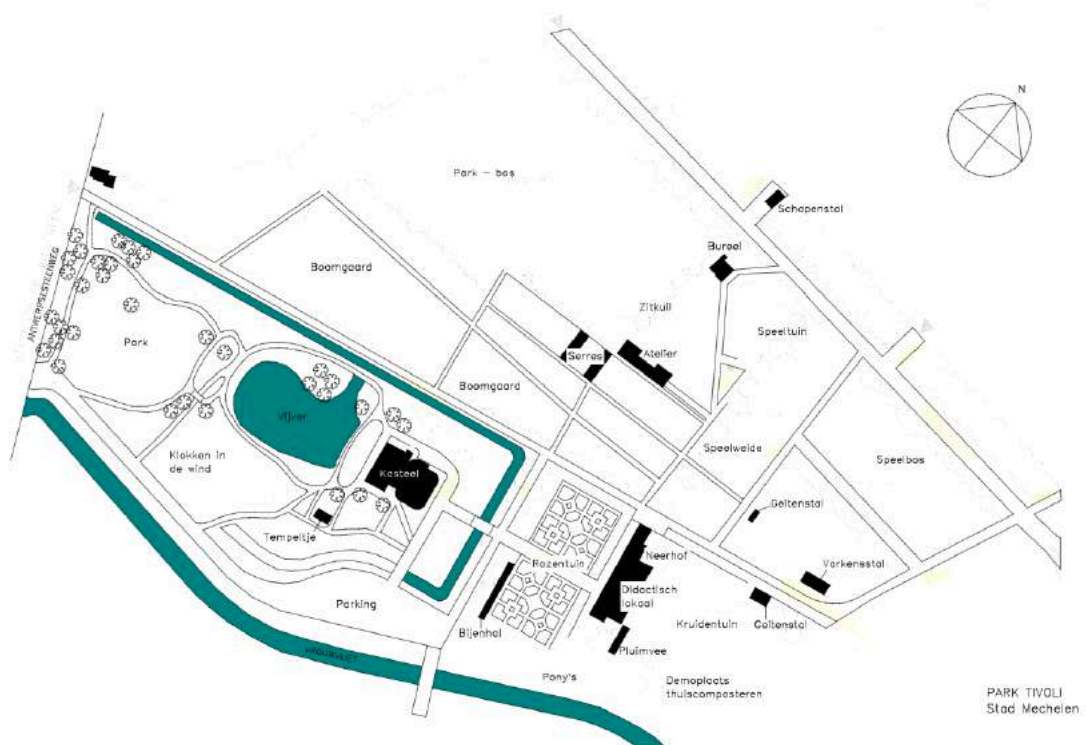 N
Park - bos
Schapenstal
Bureel
ANTWERPSESTEENWEG
Boomgaard
Zitkuil
Speeltuin
Park
Serres
Atelier
Boomgaard
Vijver
Klokken in
de wind
Kasteel
Speelweide
Speelbos
Geitenstal
Tempeltje
Rozentuin
Neerhof
Varkensstal
Didactisch
lokaal
Parking
Bijenhal
Kruidentuin
Geitenstal
Pluimvee
VROUWVLIET
Pony's
Demoplaats
thuiscomposteren
PARK TIVOLI
Stad Mechelen